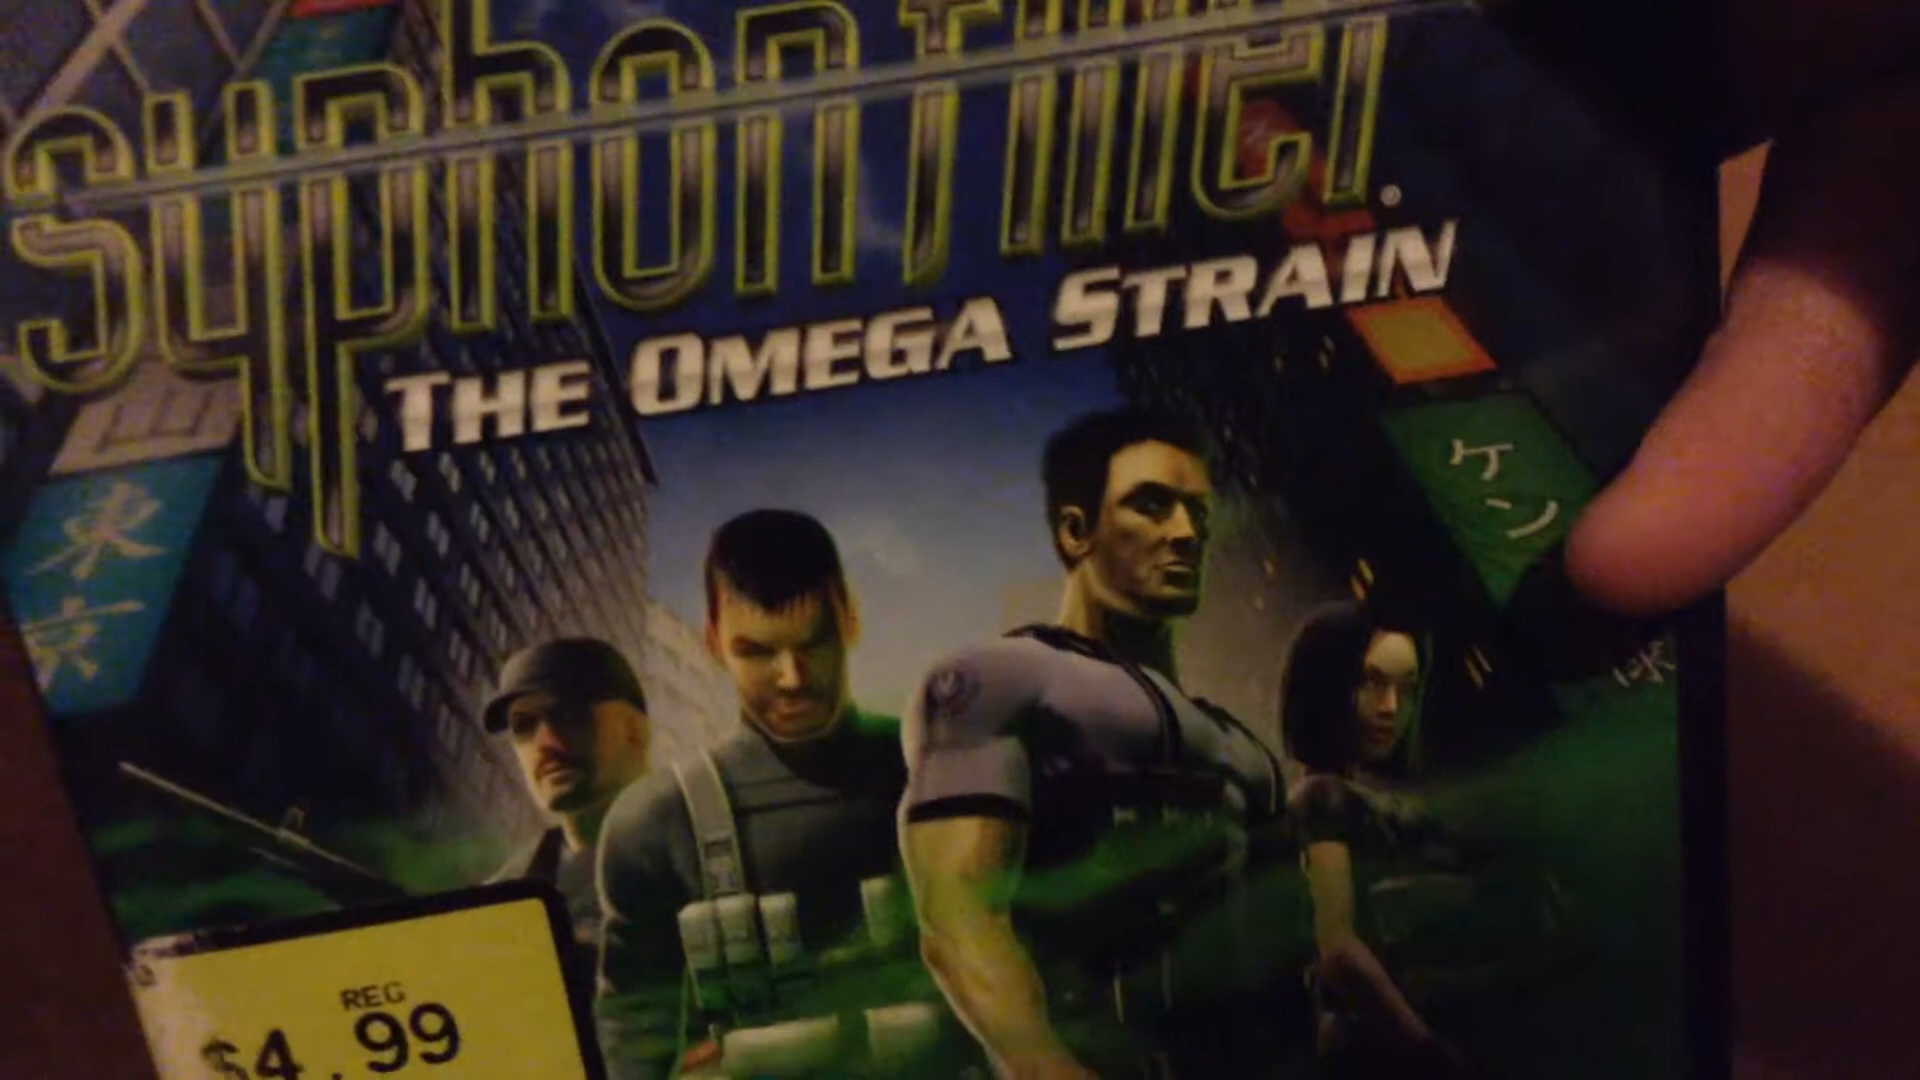 syphon filter®
THE OMEGA STRAIN
東京
ケン
REG
$4.99